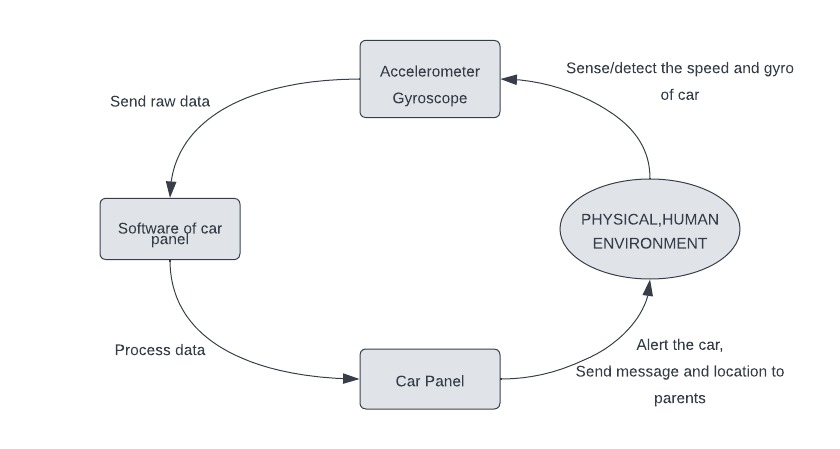 Accelerometer
Gyroscope
Sense/detect the speed and gyro
of car
Send raw data
Software of car
panel
PHYSICAL,HUMAN
ENVIRONMENT
Process data
Car Panel
Alert the car,
Send message and location to
parents